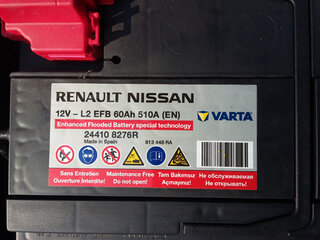 RENAULT NISSAN
12V – L2 EFB 60Ah 510A (EN)
VARTA
Enhanced Flooded Battery special technology
24410 8276R
Made in Spain
613 448 RA
Sans Entretien Maintenance Free Tam Bakımsız Не обслуживаемая
Ouverture Interdite! Do not open! Açmayınız! Не открывать!